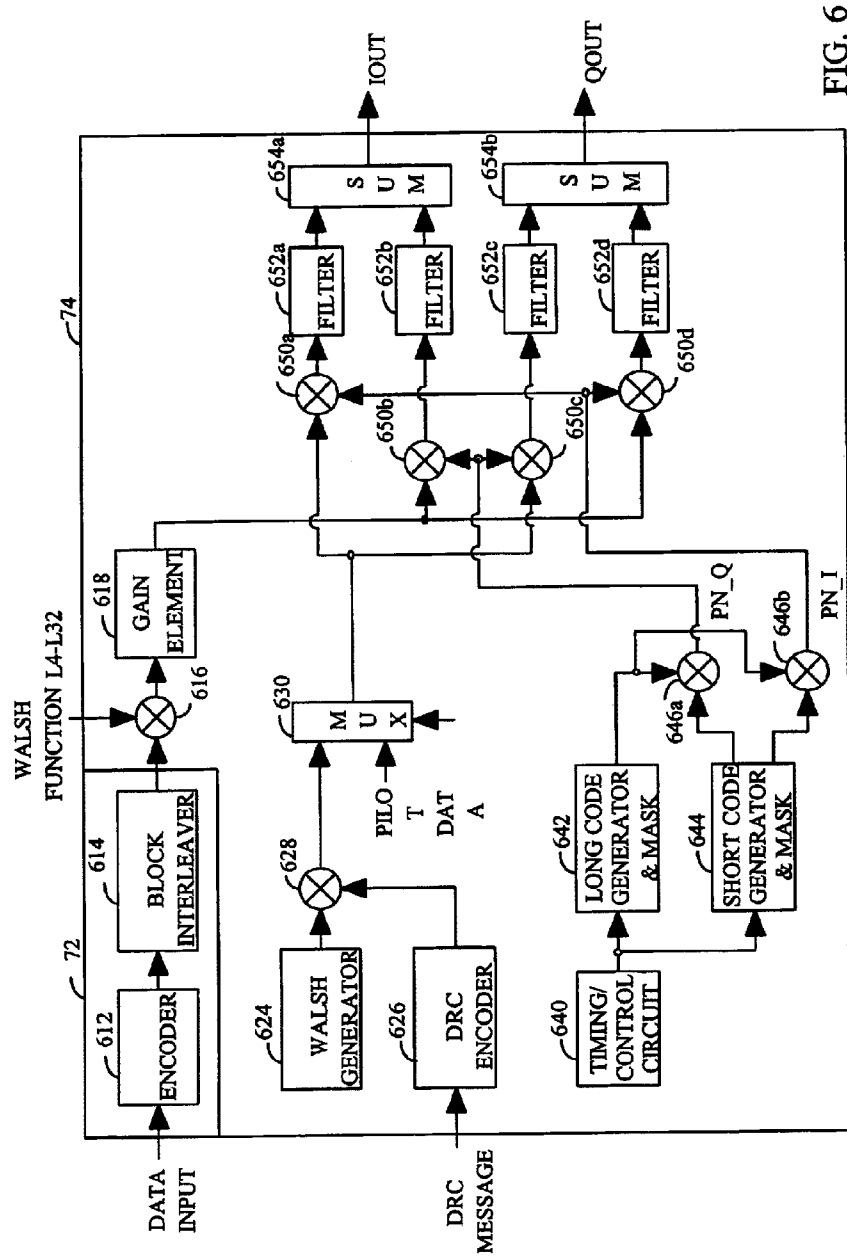 DATA
INPUT
72
612
ENCODER
614
BLOCK
INTERLEAVER
WALSH
FUNCTION L4-L32
616
618
GAIN
ELEMENT
74
DRC
MESSAGE
624
WALSH
GENERATOR
626
DRC
ENCODER
628
630
M
U
X
PILO
T
DAT
A
640
TIMING/
CONTROL
CIRCUIT
642
LONG CODE
GENERATOR
& MASK
644
SHORT CODE
GENERATOR
& MASK
646a
PN_Q
646b
PN_I
650a
650b
650c
650d
652a
FILTER
652b
FILTER
652c
FILTER
652d
FILTER
654a
S
U
M
654b
S
U
M
IOUT
QOUT
FIG. 6